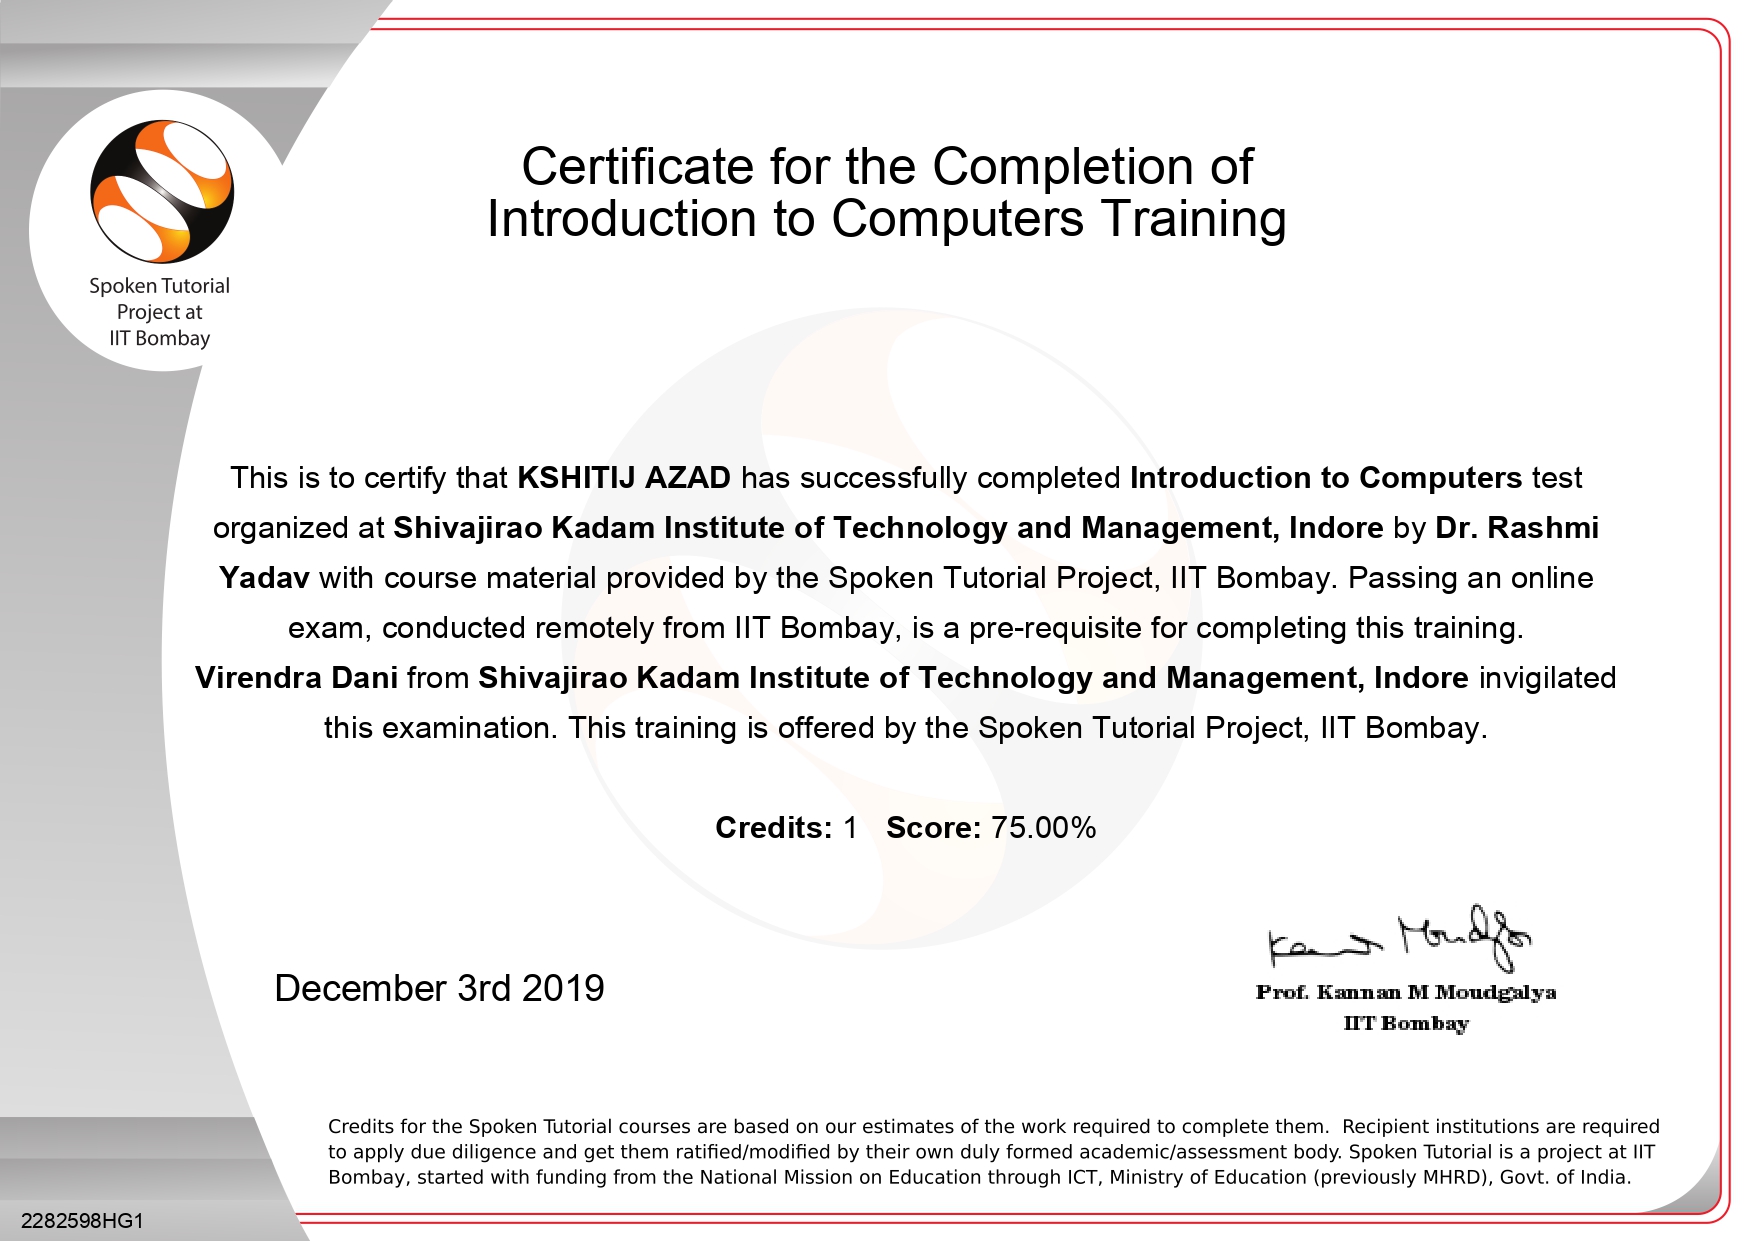 Spoken Tutorial
Project at
IIT Bombay
Certificate for the Completion of
Introduction to Computers Training
This is to certify that KSHITIJ AZAD has successfully completed Introduction to Computers test
organized at Shivajirao Kadam Institute of Technology and Management, Indore by Dr. Rashmi
Yadav with course material provided by the Spoken Tutorial Project, IIT Bombay. Passing an online
exam, conducted remotely from IIT Bombay, is a pre-requisite for completing this training.
Virendra Dani from Shivajirao Kadam Institute of Technology and Management, Indore invigilated
this examination. This training is offered by the Spoken Tutorial Project, IIT Bombay.
Credits: 1 Score: 75.00%
December 3rd 2019
Prof. Kannan M Moudgalya
IIT Bombay
Credits for the Spoken Tutorial courses are based on our estimates of the work required to complete them. Recipient institutions are required
to apply due diligence and get them ratified/modified by their own duly formed academic/assessment body. Spoken Tutorial is a project at IIT
Bombay, started with funding from the National Mission on Education through ICT, Ministry of Education (previously MHRD), Govt. of India.
2282598HG1